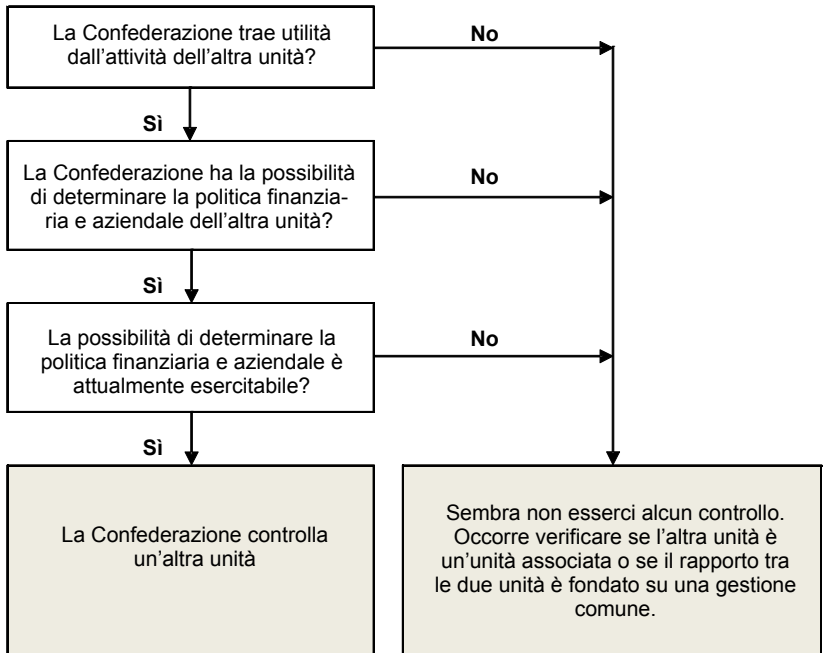 La Confederazione trae utilità
dall'attività dell'altra unità?
No
Sì
La Confederazione ha la possibilità
di determinare la politica finanzia-
ria e aziendale dell'altra unità?
No
Sì
La possibilità di determinare la
politica finanziaria e aziendale è
attualmente esercitabile?
No
Sì
La Confederazione controlla
un'altra unità
Sembra non esserci alcun controllo.
Occorre verificare se l'altra unità è
un'unità associata o se il rapporto tra
le due unità è fondato su una gestione
comune.